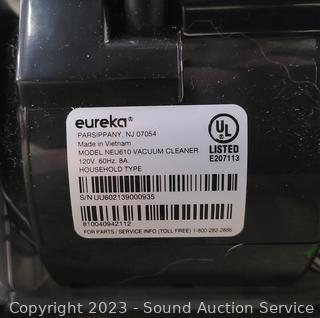 eureka®
PARSIPPANY, NJ 07054
Made in Vietnam
MODEL NEU610 VACUUM CLEANER
120V. 60Hz. 8A.
HOUSEHOLD TYPE
UL
®
LISTED
E207113
S/N UU602139000935
810040942112
FOR PARTS / SERVICE INFO (TOLL FREE) 1-800-282-2886
Copyright © 2023 - Sound Auction Service